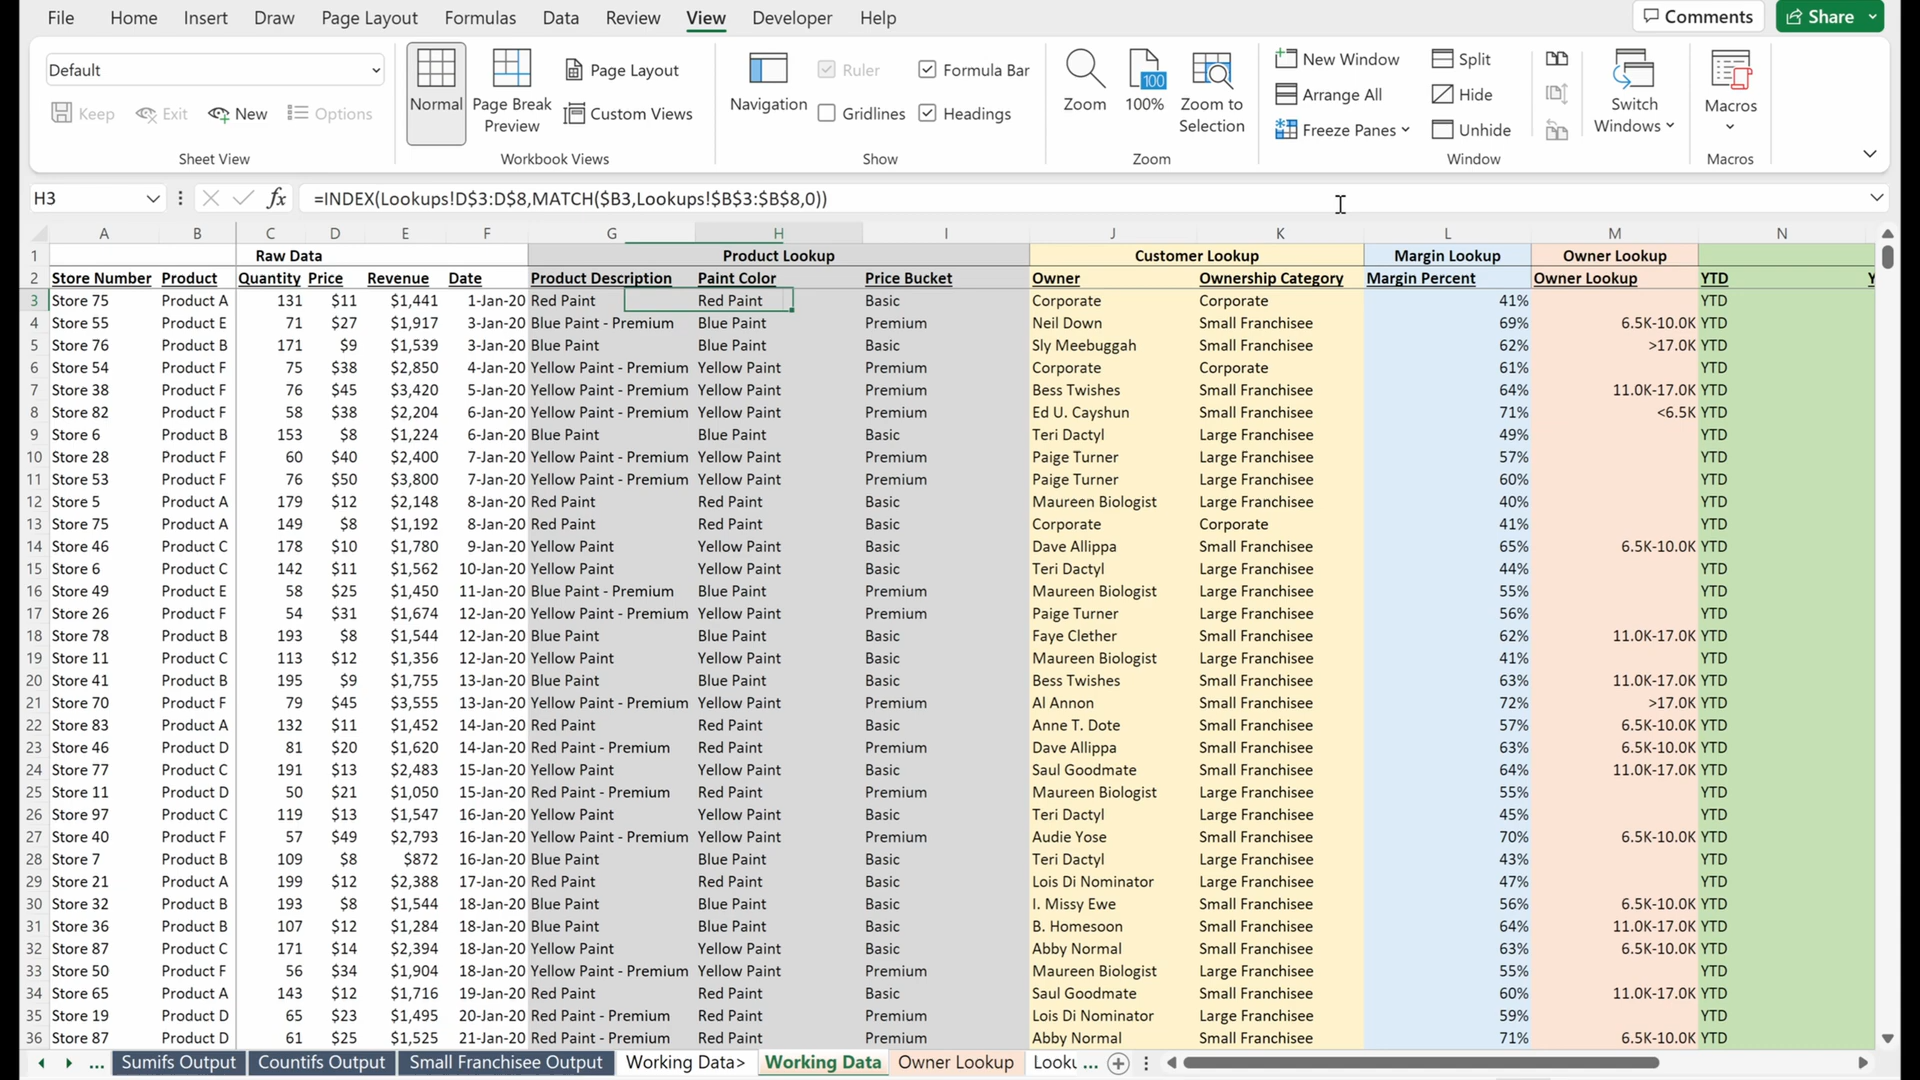 File Home Insert Draw Page Layout Formulas Data Review View Developer Help Comments Share
Default
Keep Exit New Options
Sheet View
Normal
Page Break Preview
Page Layout
Custom Views
Workbook Views
Navigation
Ruler
Gridlines
Formula Bar
Headings
Show
Zoom
100
100%
Zoom to Selection
Zoom
New Window
Arrange All
Freeze Panes
Split
Hide
Unhide
Switch Windows
Window
Macros
Macros
H3 fx =INDEX(Lookups!D$3:D$8,MATCH($B3,Lookups!$B$3:$B$8,0))
A B C D E F G H I J K L M N
1 Raw Data Product Lookup Customer Lookup Margin Lookup Owner Lookup
2 Store Number Product Quantity Price Revenue Date Product Description Paint Color Price Bucket Owner Ownership Category Margin Percent Owner Lookup YTD Y
3 Store 75 Product A 131 $11 $1,441 1-Jan-20 Red Paint Red Paint Basic Corporate Corporate 41% YTD
4 Store 55 Product E 71 $27 $1,917 3-Jan-20 Blue Paint - Premium Blue Paint Premium Neil Down Small Franchisee 69% 6.5K-10.0K YTD
5 Store 76 Product B 171 $9 $1,539 3-Jan-20 Blue Paint Blue Paint Basic Sly Meebuggah Small Franchisee 62% >17.0K YTD
6 Store 54 Product F 75 $38 $2,850 4-Jan-20 Yellow Paint - Premium Yellow Paint Premium Corporate Corporate 61% YTD
7 Store 38 Product F 76 $45 $3,420 5-Jan-20 Yellow Paint - Premium Yellow Paint Premium Bess Twishes Small Franchisee 64% 11.0K-17.0K YTD
8 Store 82 Product F 58 $38 $2,204 6-Jan-20 Yellow Paint - Premium Yellow Paint Premium Ed U. Cayshun Small Franchisee 71% <6.5K YTD
9 Store 6 Product B 153 $8 $1,224 6-Jan-20 Blue Paint Blue Paint Basic Teri Dactyl Large Franchisee 49% YTD
10 Store 28 Product F 60 $40 $2,400 7-Jan-20 Yellow Paint - Premium Yellow Paint Premium Paige Turner Large Franchisee 57% YTD
11 Store 53 Product F 76 $50 $3,800 7-Jan-20 Yellow Paint - Premium Yellow Paint Premium Paige Turner Large Franchisee 60% YTD
12 Store 5 Product A 179 $12 $2,148 8-Jan-20 Red Paint Red Paint Basic Maureen Biologist Large Franchisee 40% YTD
13 Store 75 Product A 149 $8 $1,192 8-Jan-20 Red Paint Red Paint Basic Corporate Corporate 41% YTD
14 Store 46 Product C 178 $10 $1,780 9-Jan-20 Yellow Paint Yellow Paint Basic Dave Allippa Small Franchisee 65% 6.5K-10.0K YTD
15 Store 6 Product C 142 $11 $1,562 10-Jan-20 Yellow Paint Yellow Paint Basic Teri Dactyl Large Franchisee 44% YTD
16 Store 49 Product E 58 $25 $1,450 11-Jan-20 Blue Paint - Premium Blue Paint Premium Maureen Biologist Large Franchisee 55% YTD
17 Store 26 Product F 54 $31 $1,674 12-Jan-20 Yellow Paint - Premium Yellow Paint Premium Paige Turner Large Franchisee 56% YTD
18 Store 78 Product B 193 $8 $1,544 12-Jan-20 Blue Paint Blue Paint Basic Faye Clether Small Franchisee 62% 11.0K-17.0K YTD
19 Store 11 Product C 113 $12 $1,356 12-Jan-20 Yellow Paint Yellow Paint Basic Maureen Biologist Large Franchisee 41% YTD
20 Store 41 Product B 195 $9 $1,755 13-Jan-20 Blue Paint Blue Paint Basic Bess Twishes Small Franchisee 63% 11.0K-17.0K YTD
21 Store 70 Product F 79 $45 $3,555 13-Jan-20 Yellow Paint - Premium Yellow Paint Premium Al Annon Small Franchisee 72% >17.0K YTD
22 Store 83 Product A 132 $11 $1,452 14-Jan-20 Red Paint Red Paint Basic Anne T. Dote Small Franchisee 57% 6.5K-10.0K YTD
23 Store 46 Product D 81 $20 $1,620 14-Jan-20 Red Paint - Premium Red Paint Premium Dave Allippa Small Franchisee 63% 6.5K-10.0K YTD
24 Store 77 Product C 191 $13 $2,483 15-Jan-20 Yellow Paint Yellow Paint Basic Saul Goodmate Small Franchisee 64% 11.0K-17.0K YTD
25 Store 11 Product D 50 $21 $1,050 15-Jan-20 Red Paint - Premium Red Paint Premium Maureen Biologist Large Franchisee 55% YTD
26 Store 97 Product C 119 $13 $1,547 16-Jan-20 Yellow Paint Yellow Paint Basic Teri Dactyl Large Franchisee 45% YTD
27 Store 40 Product F 57 $49 $2,793 16-Jan-20 Yellow Paint - Premium Yellow Paint Premium Audie Yose Small Franchisee 70% 6.5K-10.0K YTD
28 Store 7 Product B 109 $8 $872 16-Jan-20 Blue Paint Blue Paint Basic Teri Dactyl Large Franchisee 43% YTD
29 Store 21 Product A 199 $12 $2,388 17-Jan-20 Red Paint Red Paint Basic Lois Di Nominator Large Franchisee 47% YTD
30 Store 32 Product B 193 $8 $1,544 18-Jan-20 Blue Paint Blue Paint Basic I. Missy Ewe Small Franchisee 56% 6.5K-10.0K YTD
31 Store 36 Product B 107 $12 $1,284 18-Jan-20 Blue Paint Blue Paint Basic B. Homesoon Small Franchisee 64% 11.0K-17.0K YTD
32 Store 87 Product C 171 $14 $2,394 18-Jan-20 Yellow Paint Yellow Paint Basic Abby Normal Small Franchisee 63% 6.5K-10.0K YTD
33 Store 50 Product F 56 $34 $1,904 18-Jan-20 Yellow Paint - Premium Yellow Paint Premium Maureen Biologist Large Franchisee 55% YTD
34 Store 65 Product A 143 $12 $1,716 19-Jan-20 Red Paint Red Paint Basic Saul Goodmate Small Franchisee 60% 11.0K-17.0K YTD
35 Store 19 Product D 65 $23 $1,495 20-Jan-20 Red Paint - Premium Red Paint Premium Lois Di Nominator Large Franchisee 59% YTD
36 Store 87 Product D 61 $25 $1,525 21-Jan-20 Red Paint - Premium Red Paint Premium Abby Normal Small Franchisee 71% 6.5K-10.0K YTD
... Sumifs Output Countifs Output Small Franchisee Output Working Data> Working Data Owner Lookup Looku ...